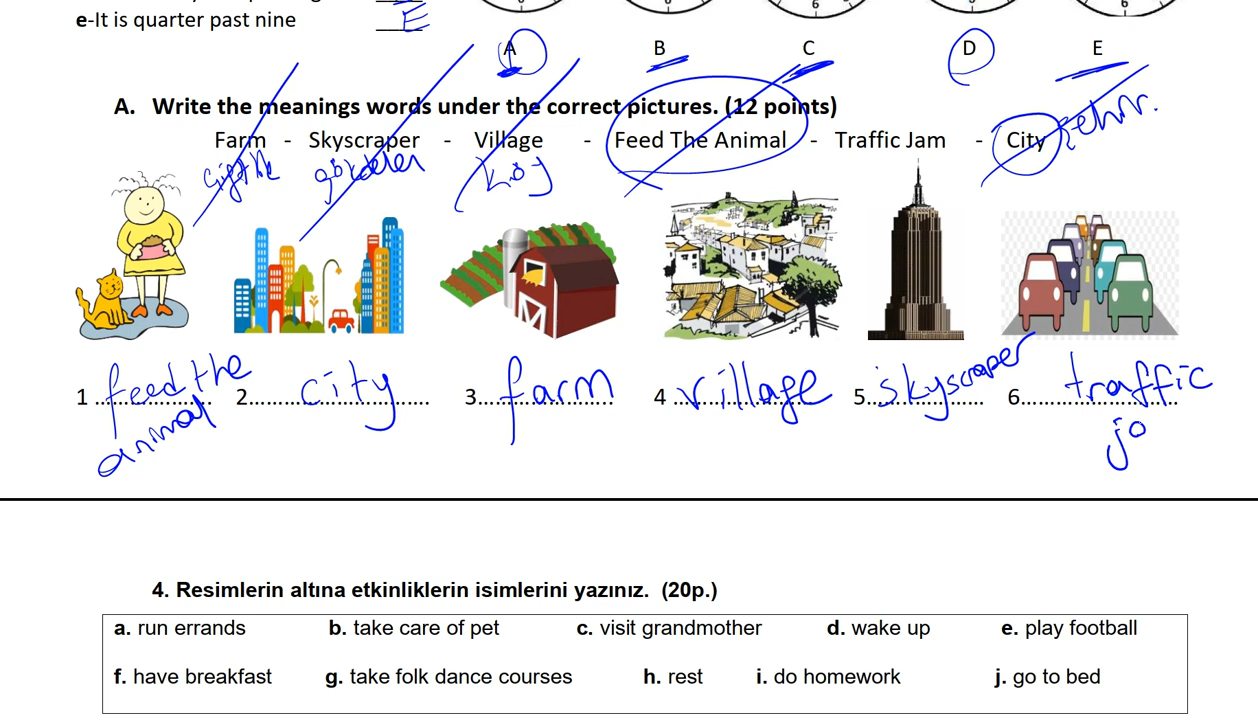 e-It is quarter past nine E
6 6
A B C D E
A. Write the meanings words under the correct pictures. (12 points)
Farm - Skyscraper - Village - Feed The Animal - Traffic Jam - City
gökdelen köy şehir.
1 feed the animal 2 city 3 farm 4 village 5 skyscraper 6 traffic
ja
4. Resimlerin altına etkinliklerin isimlerini yazınız. (20p.)
a. run errands b. take care of pet c. visit grandmother d. wake up e. play football
f. have breakfast g. take folk dance courses h. rest i. do homework j. go to bed